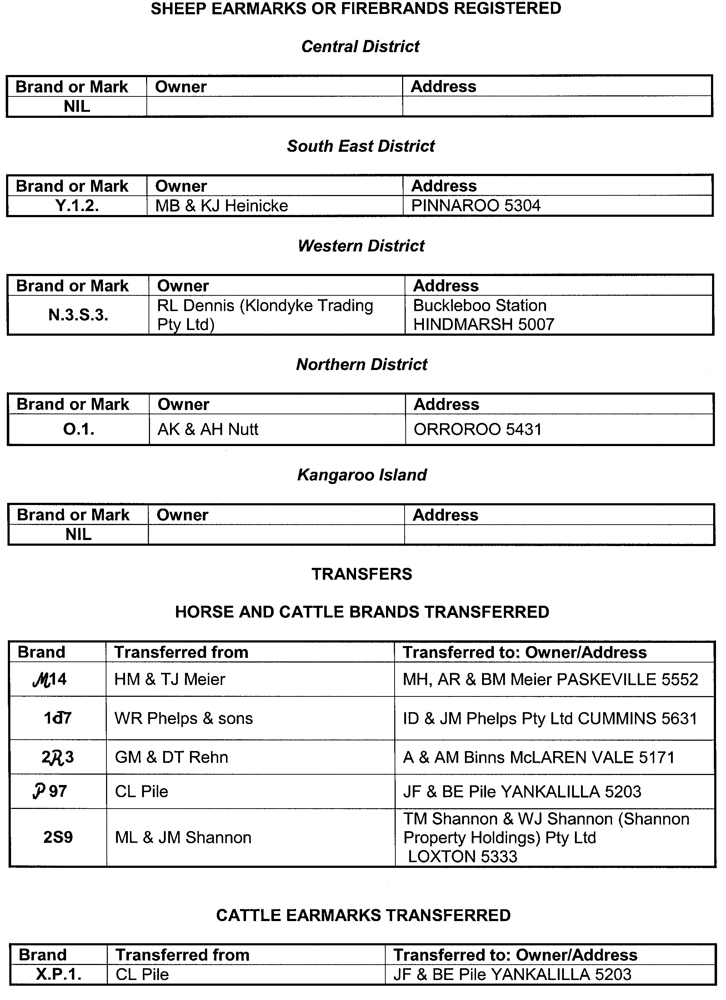 SHEEP EARMARKS OR FIREBRANDS REGISTERED
Central District
Brand or Mark Owner Address
NIL
South East District
Brand or Mark Owner Address
Y.1.2. MB & KJ Heinicke PINNAROO 5304
Western District
Brand or Mark Owner Address
N.3.S.3. RL Dennis (Klondyke Trading Pty Ltd) Buckleboo Station HINDMARSH 5007
Northern District
Brand or Mark Owner Address
O.1. AK & AH Nutt ORROROO 5431
Kangaroo Island
Brand or Mark Owner Address
NIL
TRANSFERS
HORSE AND CATTLE BRANDS TRANSFERRED
Brand Transferred from Transferred to: Owner/Address
M14 HM & TJ Meier MH, AR & BM Meier PASKEVILLE 5552
1d7 WR Phelps & sons ID & JM Phelps Pty Ltd CUMMINS 5631
2R3 GM & DT Rehn A & AM Binns McLAREN VALE 5171
P 97 CL Pile JF & BE Pile YANKALILLA 5203
2S9 ML & JM Shannon TM Shannon & WJ Shannon (Shannon
Property Holdings) Pty Ltd
LOXTON 5333
CATTLE EARMARKS TRANSFERRED
Brand Transferred from Transferred to: Owner/Address
X.P.1. CL Pile JF & BE Pile YANKALILLA 5203